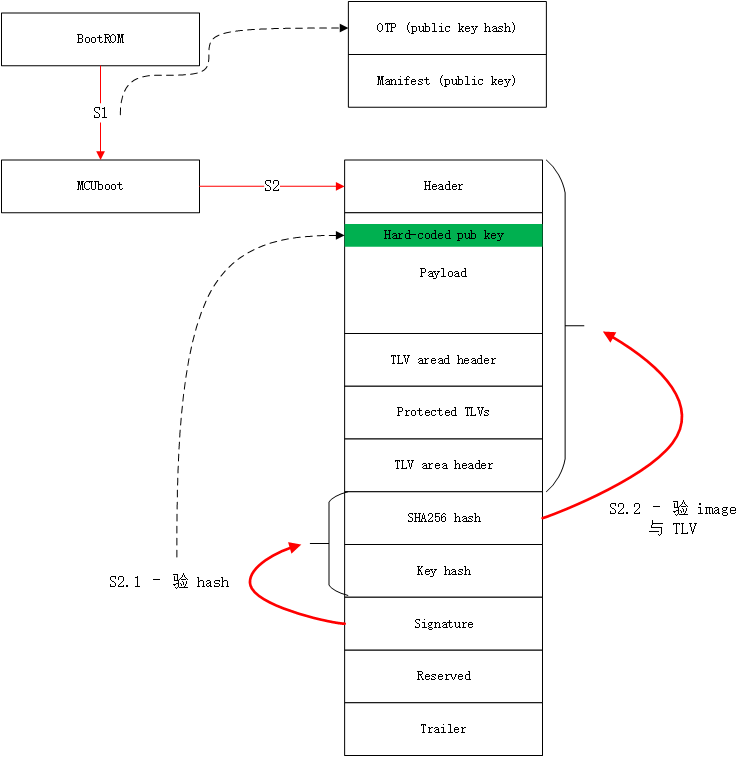 BootROM
OTP (public key hash)
Manifest (public key)
S1
MCUboot
S2
Header
Hard-coded pub key
Payload
TLV aread header
Protected TLVs
TLV area header
SHA256 hash
S2.2 - 验 image
与 TLV
Key hash
S2.1 - 验 hash
Signature
Reserved
Trailer